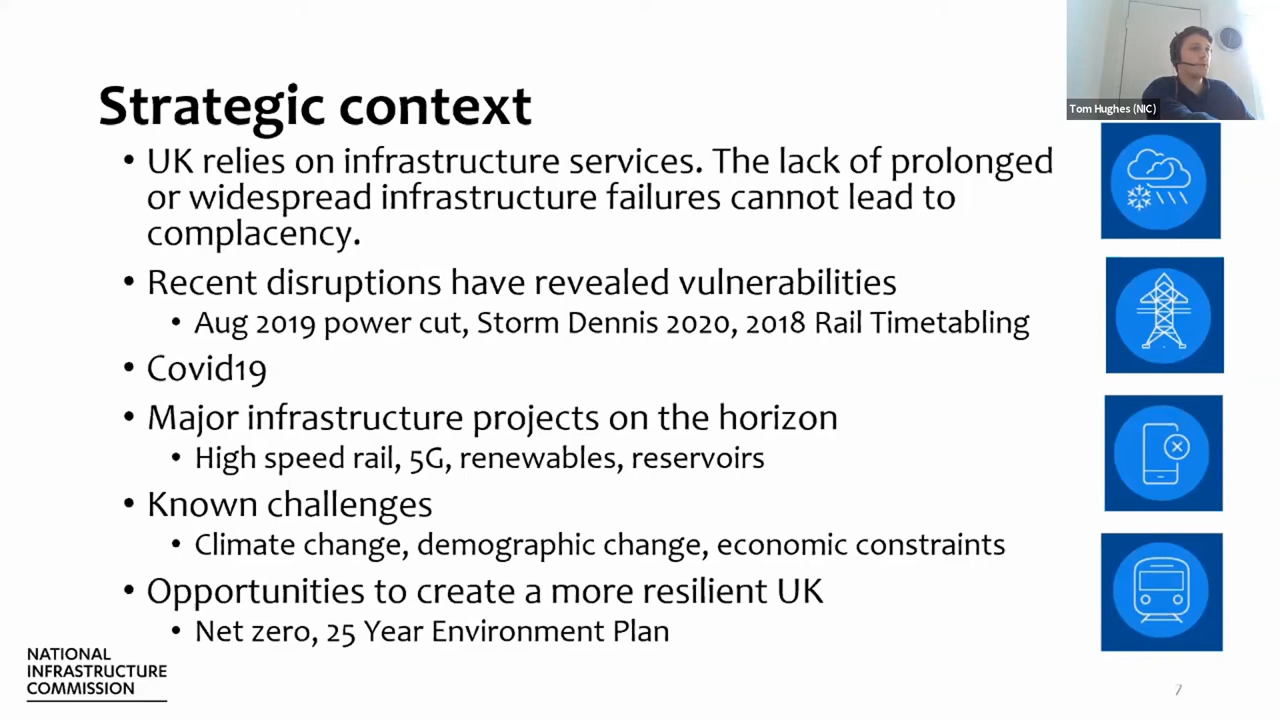 Tom Hughes (NIC)
Strategic context
• UK relies on infrastructure services. The lack of prolonged
or widespread infrastructure failures cannot lead to
complacency.
• Recent disruptions have revealed vulnerabilities
• Aug 2019 power cut, Storm Dennis 2020, 2018 Rail Timetabling
• Covid19
• Major infrastructure projects on the horizon
• High speed rail, 5G, renewables, reservoirs
• Known challenges
• Climate change, demographic change, economic constraints
• Opportunities to create a more resilient UK
• Net zero, 25 Year Environment Plan
NATIONAL
INFRASTRUCTURE
COMMISSION
7